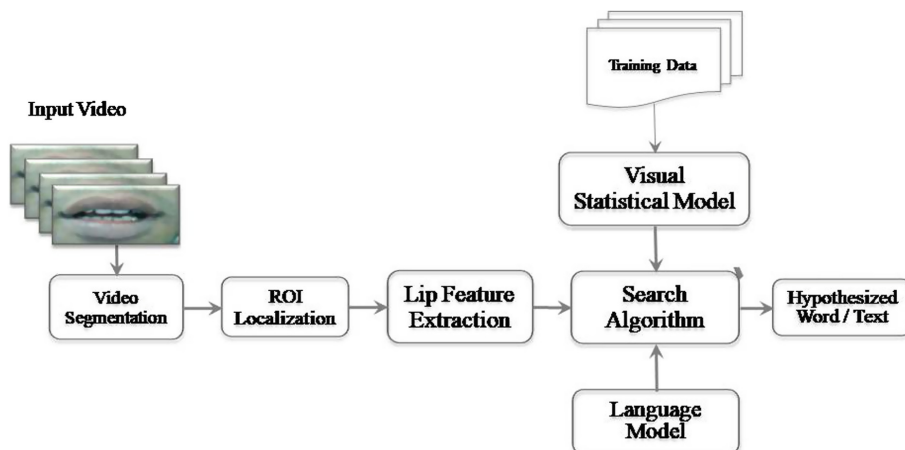 Training Data
Input Video
Visual
Statistical Model
Video
Segmentation
ROI
Localization
Lip Feature
Extraction
Search
Algorithm
Hypothesized
Word / Text
Language
Model